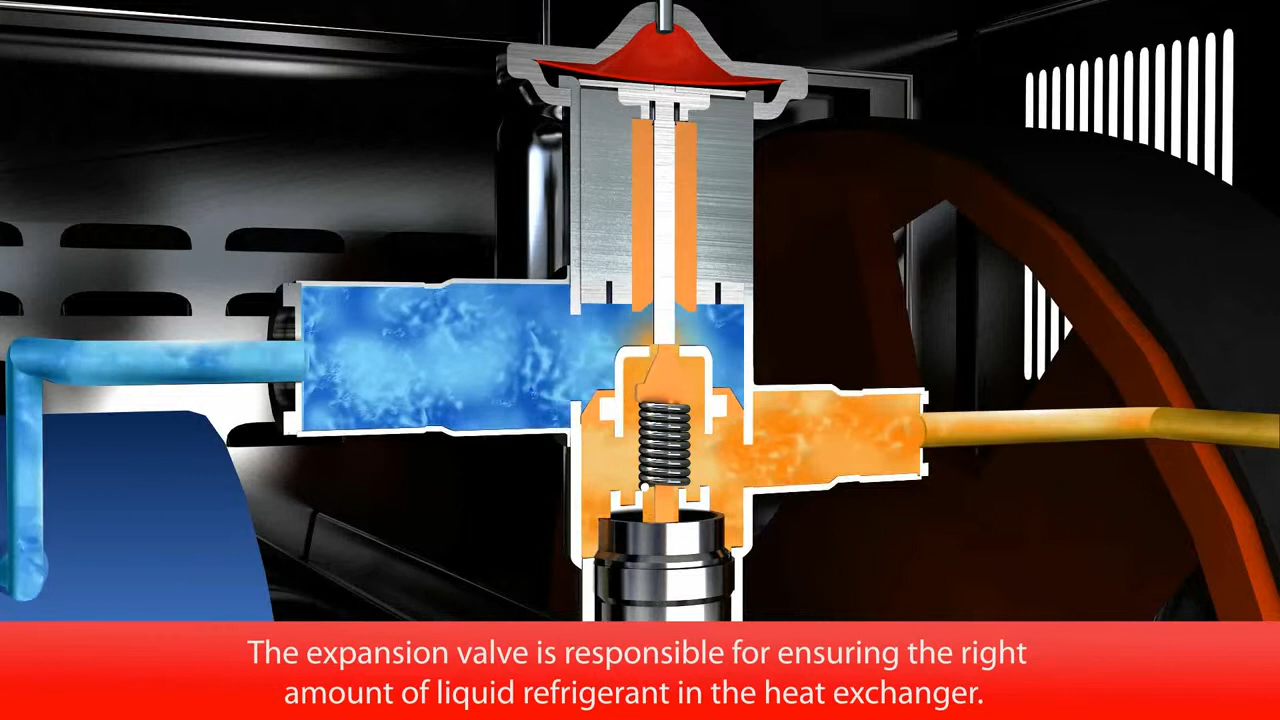 The expansion valve is responsible for ensuring the right
amount of liquid refrigerant in the heat exchanger.